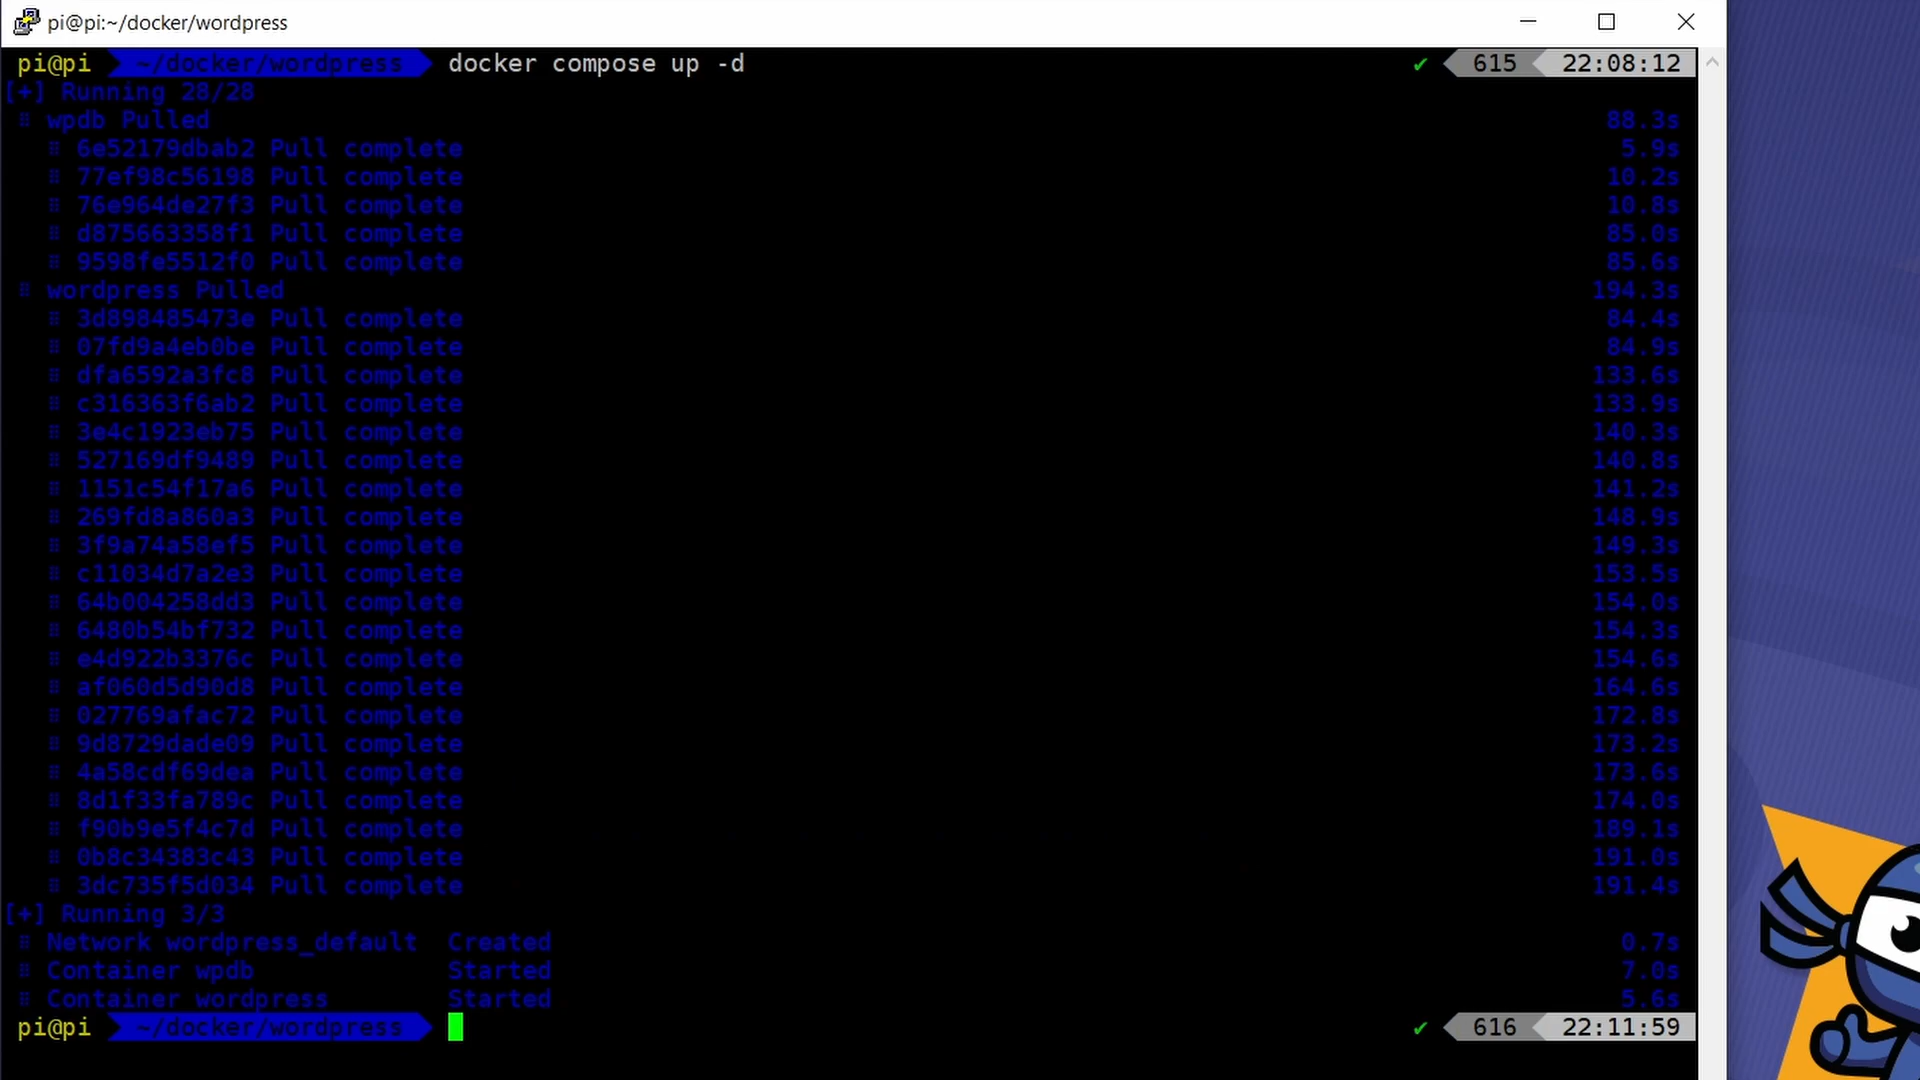 pi@pi:~/docker/wordpress
pi@pi ~/docker/wordpress docker compose up -d ✔ 615 22:08:12
[+] Running 28/28
⠿ wpdb Pulled 88.3s
⠿ 6e52179dbab2 Pull complete 5.9s
⠿ 77ef98c56198 Pull complete 10.2s
⠿ 76e964de27f3 Pull complete 10.8s
⠿ d875663358f1 Pull complete 85.0s
⠿ 9598fe5512f0 Pull complete 85.6s
⠿ wordpress Pulled 194.3s
⠿ 3d898485473e Pull complete 84.4s
⠿ 07fd9a4eb0be Pull complete 84.9s
⠿ dfa6592a3fc8 Pull complete 133.6s
⠿ c316363f6ab2 Pull complete 133.9s
⠿ 3e4c1923eb75 Pull complete 140.3s
⠿ 527169df9489 Pull complete 140.8s
⠿ 1151c54f17a6 Pull complete 141.2s
⠿ 269fd8a860a3 Pull complete 148.9s
⠿ 3f9a74a58ef5 Pull complete 149.3s
⠿ c11034d7a2e3 Pull complete 153.5s
⠿ 64b004258dd3 Pull complete 154.0s
⠿ 6480b54bf732 Pull complete 154.3s
⠿ e4d922b3376c Pull complete 154.6s
⠿ af060d5d90d8 Pull complete 164.6s
⠿ 027769afac72 Pull complete 172.8s
⠿ 9d8729dade09 Pull complete 173.2s
⠿ 4a58cdf69dea Pull complete 173.6s
⠿ 8d1f33fa789c Pull complete 174.0s
⠿ f90b9e5f4c7d Pull complete 189.1s
⠿ 0b8c34383c43 Pull complete 191.0s
⠿ 3dc735f5d034 Pull complete 191.4s
[+] Running 3/3
⠿ Network wordpress_default Created 0.7s
⠿ Container wpdb Started 7.0s
⠿ Container wordpress Started 5.6s
pi@pi ~/docker/wordpress ✔ 616 22:11:59